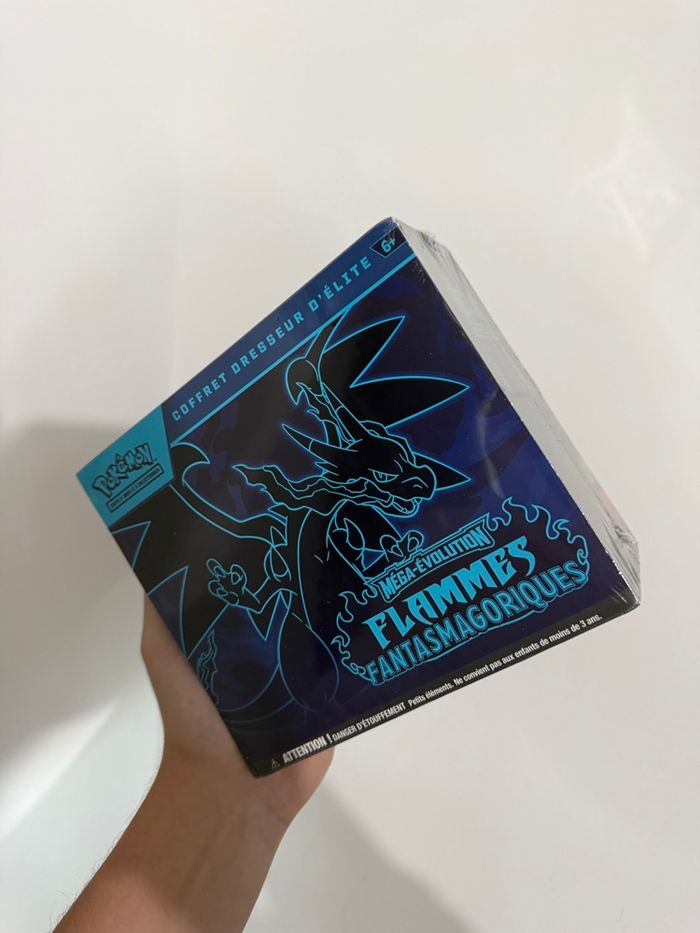 COFFRET DRESSEUR D'ÉLITE
6+
POKÉMON
MÉGA-ÉVOLUTION
FLAMMES
FANTASMAGORIQUES
ATTENTION ! DANGER D'ÉTOUFFEMENT Petits éléments. Ne convient pas aux enfants de moins de 3 ans.